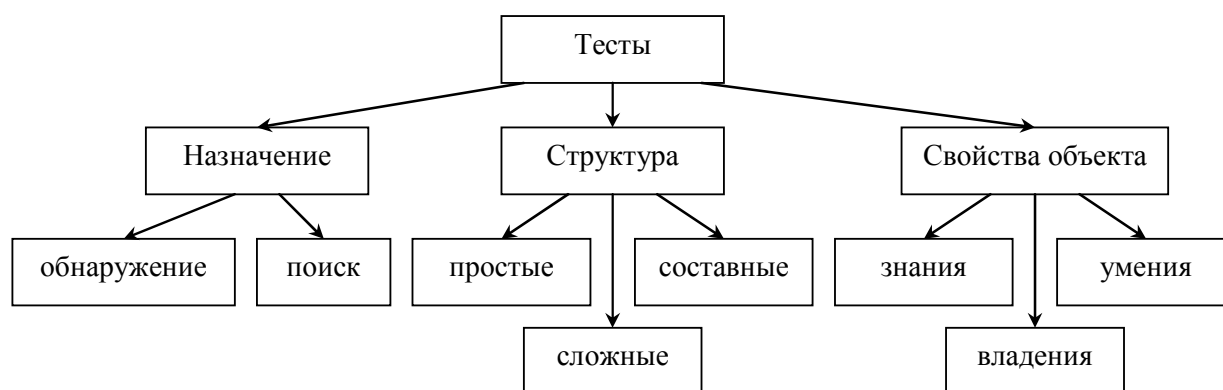 Тесты
Назначение
Структура
Свойства объекта
обнаружение
поиск
простые
составные
знания
умения
сложные
владения